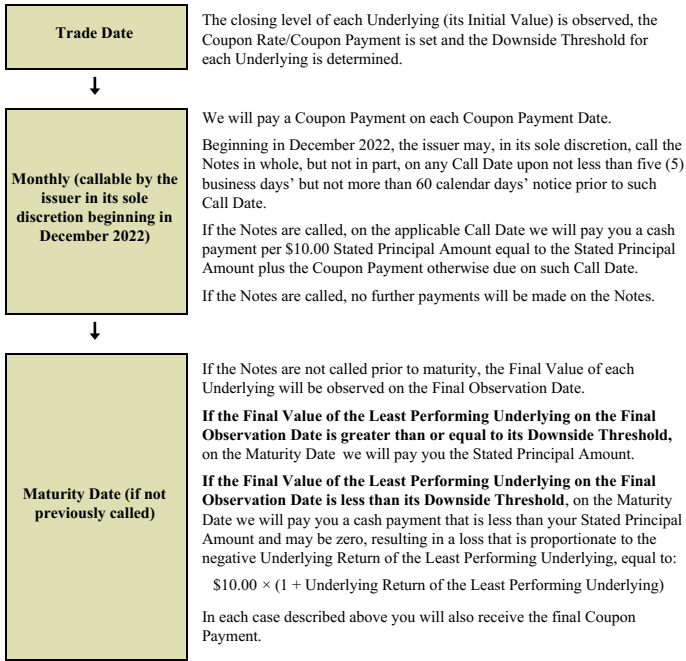 Trade Date
The closing level of each Underlying (its Initial Value) is observed, the
Coupon Rate/Coupon Payment is set and the Downside Threshold for
each Underlying is determined.
Monthly (callable by the
issuer in its sole
discretion beginning in
December 2022)
We will pay a Coupon Payment on each Coupon Payment Date.
Beginning in December 2022, the issuer may, in its sole discretion, call the
Notes in whole, but not in part, on any Call Date upon not less than five (5)
business days’ but not more than 60 calendar days’ notice prior to such
Call Date.
If the Notes are called, on the applicable Call Date we will pay you a cash
payment per $10.00 Stated Principal Amount equal to the Stated Principal
Amount plus the Coupon Payment otherwise due on such Call Date.
If the Notes are called, no further payments will be made on the Notes.
Maturity Date (if not
previously called)
If the Notes are not called prior to maturity, the Final Value of each
Underlying will be observed on the Final Observation Date.
If the Final Value of the Least Performing Underlying on the Final
Observation Date is greater than or equal to its Downside Threshold,
on the Maturity Date we will pay you the Stated Principal Amount.
If the Final Value of the Least Performing Underlying on the Final
Observation Date is less than its Downside Threshold, on the Maturity
Date we will pay you a cash payment that is less than your Stated Principal
Amount and may be zero, resulting in a loss that is proportionate to the
negative Underlying Return of the Least Performing Underlying, equal to:
$10.00 × (1 + Underlying Return of the Least Performing Underlying)
In each case described above you will also receive the final Coupon
Payment.